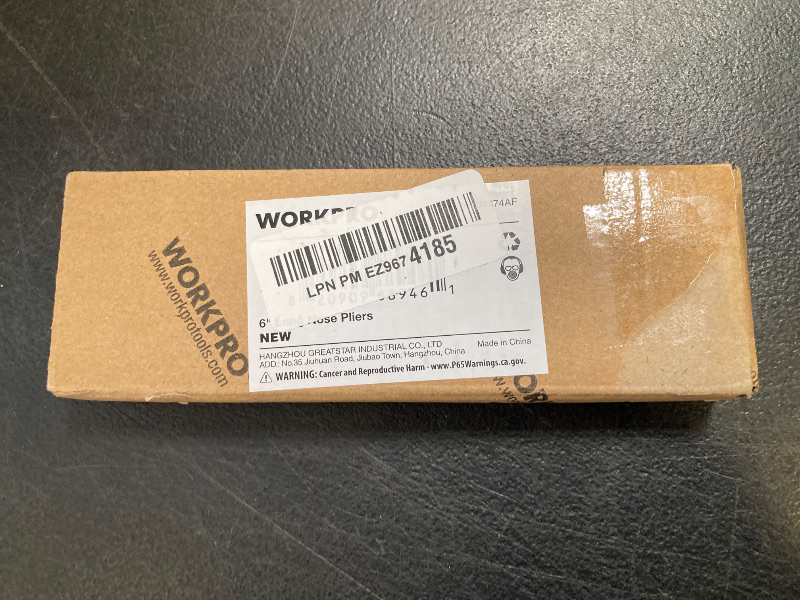 WORKPRO
74AF
LPN PM EZ9674185
6" Long Nose Pliers
NEW
HANGZHOU GREATSTAR INDUSTRIAL CO., LTD
ADD.: No.35 Jiuhuan Road, Jiubao Town, Hangzhou, China
Made in China
WARNING: Cancer and Reproductive Harm - www.P65Warnings.ca.gov.
WORKPRO
www.workprotools.com